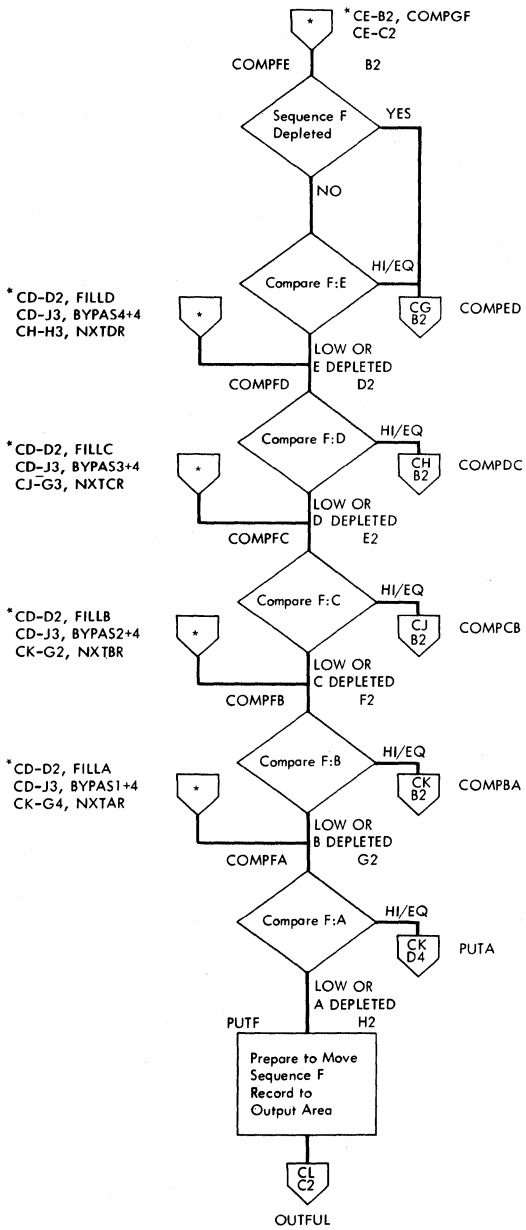 * *CE-B2, COMPGF
CE-C2
COMPFE B2
Sequence F
Depleted
YES
NO
Compare F:E
HI/EQ
CG
B2
COMPED
*CD-D2, FILLD
CD-J3, BYPAS4+4
CH-H3, NXTDR
*
LOW OR
E DEPLETED
COMPFD D2
Compare F:D
HI/EQ
CH
B2
COMPDC
*CD-D2, FILLC
CD-J3, BYPAS3+4
CJ-G3, NXTCR
*
LOW OR
D DEPLETED
COMPFC E2
Compare F:C
HI/EQ
CJ
B2
COMPCB
*CD-D2, FILLB
CD-J3, BYPAS2+4
CK-G2, NXTBR
*
LOW OR
C DEPLETED
COMPFB F2
Compare F:B
HI/EQ
CK
B2
COMPBA
*CD-D2, FILLA
CD-J3, BYPAS1+4
CK-G4, NXTAR
*
LOW OR
B DEPLETED
COMPFA G2
Compare F:A
HI/EQ
CK
D4
PUTA
LOW OR
A DEPLETED
PUTF H2
Prepare to Move
Sequence F
Record to
Output Area
CL
C2
OUTFUL